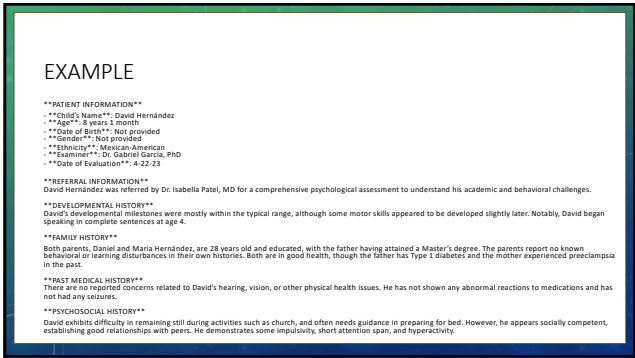 EXAMPLE
**PATIENT INFORMATION**
- **Child's Name**: David Hernández
- **Age**: 8 years 1 month
- **Date of Birth**: Not provided
- **Gender**: Not provided
- **Ethnicity**: Mexican-American
- **Examiner**: Dr. Gabriel García, PhD
- **Date of Evaluation**: 4-22-23
**REFERRAL INFORMATION**
David Hernández was referred by Dr. Isabella Patel, MD for a comprehensive psychological assessment to understand his academic and behavioral challenges.
**DEVELOPMENTAL HISTORY**
David's developmental milestones were mostly within the typical range, although some motor skills appeared to be developed slightly later. Notably, David began
speaking in complete sentences at age 4.
**FAMILY HISTORY**
Both parents, Daniel and Maria Hernández, are 28 years old and educated, with the father having attained a Master's degree. The parents report no known
behavioral or learning disturbances in their own histories. Both are in good health, though the father has Type 1 diabetes and the mother experienced preeclampsia
in the past.
**PAST MEDICAL HISTORY**
There are no reported concerns related to David's hearing, vision, or other physical health issues. He has not shown any abnormal reactions to medications and has
not had any seizures.
**PSYCHOSOCIAL HISTORY**
David exhibits difficulty in remaining still during activities such as church, and often needs guidance in preparing for bed. However, he appears socially competent,
establishing good relationships with peers. He demonstrates some impulsivity, short attention span, and hyperactivity.